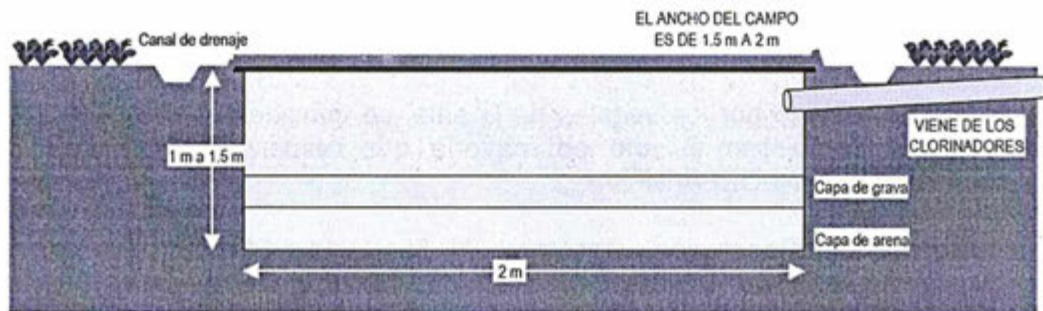 EL ANCHO DEL CAMPO
ES DE 1.5 m A 2 m
Canal de drenaje
1 m a 1.5 m
VIENE DE LOS
CLORINADORES
Capa de grava
Capa de arena
2 m